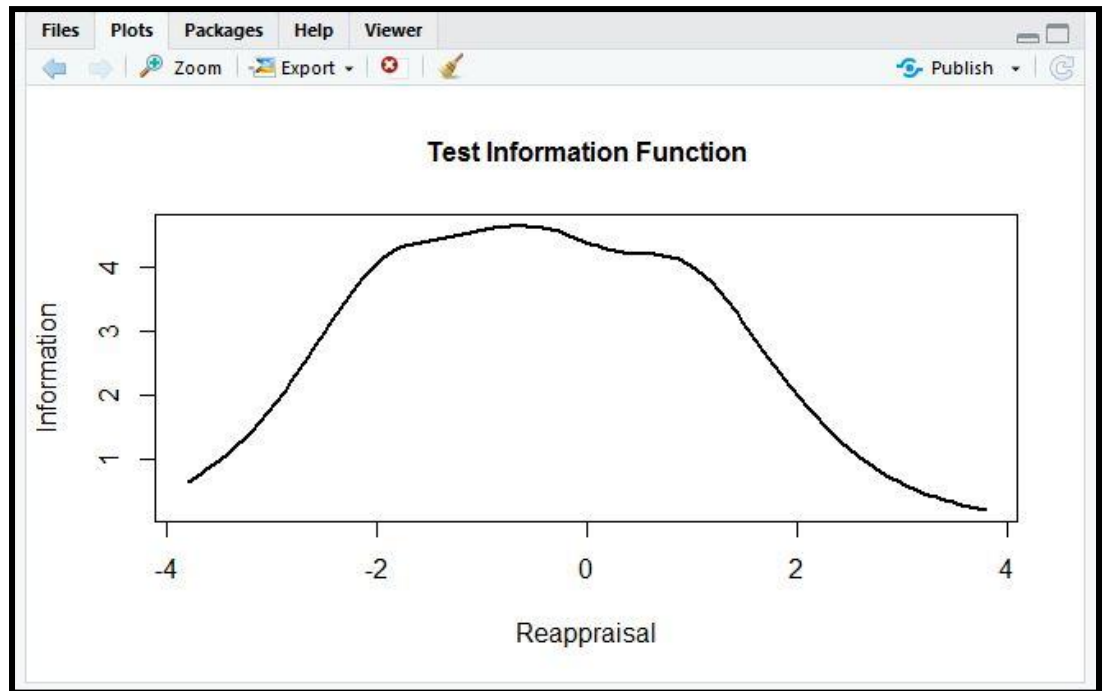 Files Plots Packages Help Viewer
Zoom Export Publish
Test Information Function
Information
4
3
2
1
-4 -2 0 2 4
Reappraisal